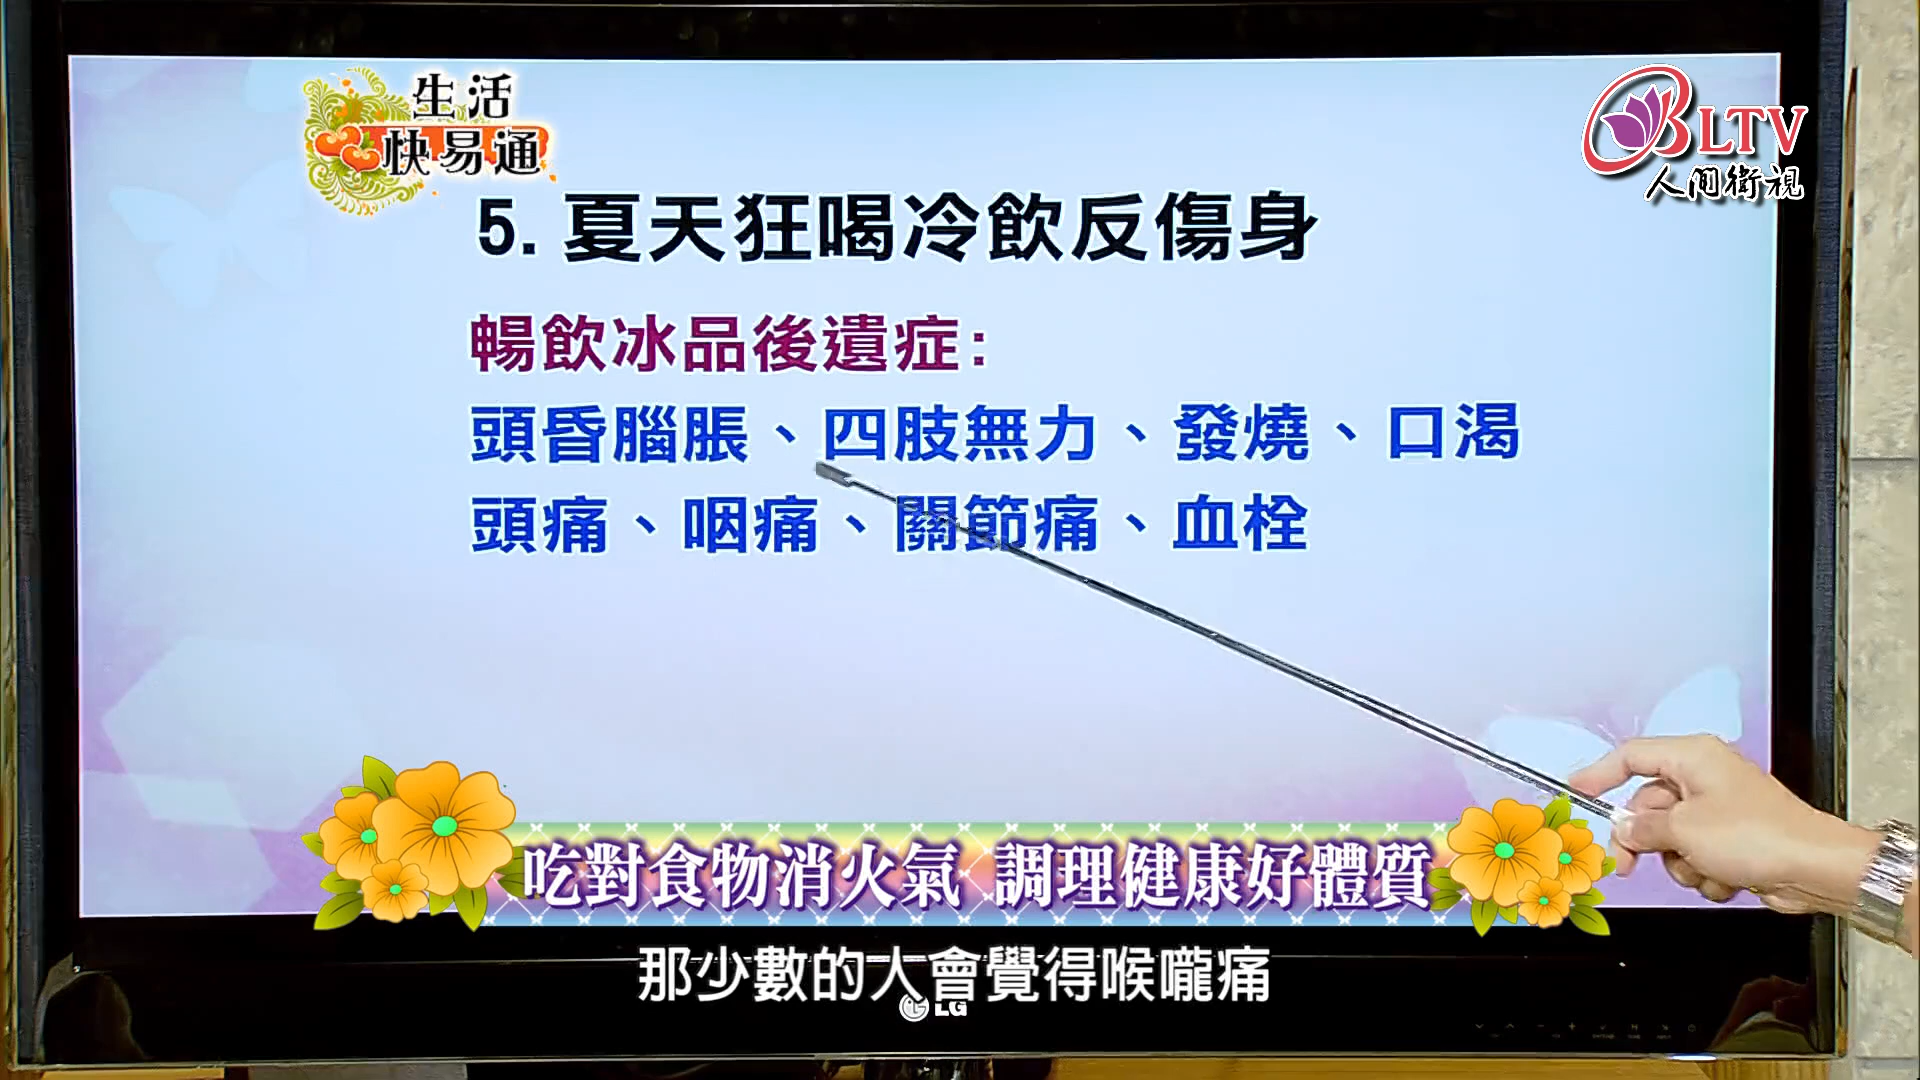 生活
快易通
BLTV
人間衛視
5.夏天狂喝冷飲反傷身
暢飲冰品後遺症:
頭昏腦脹、四肢無力、發燒、口渴
頭痛、咽痛、關節痛、血栓
吃對食物消火氣 調理健康好體質
那少數的人會覺得喉嚨痛
LG